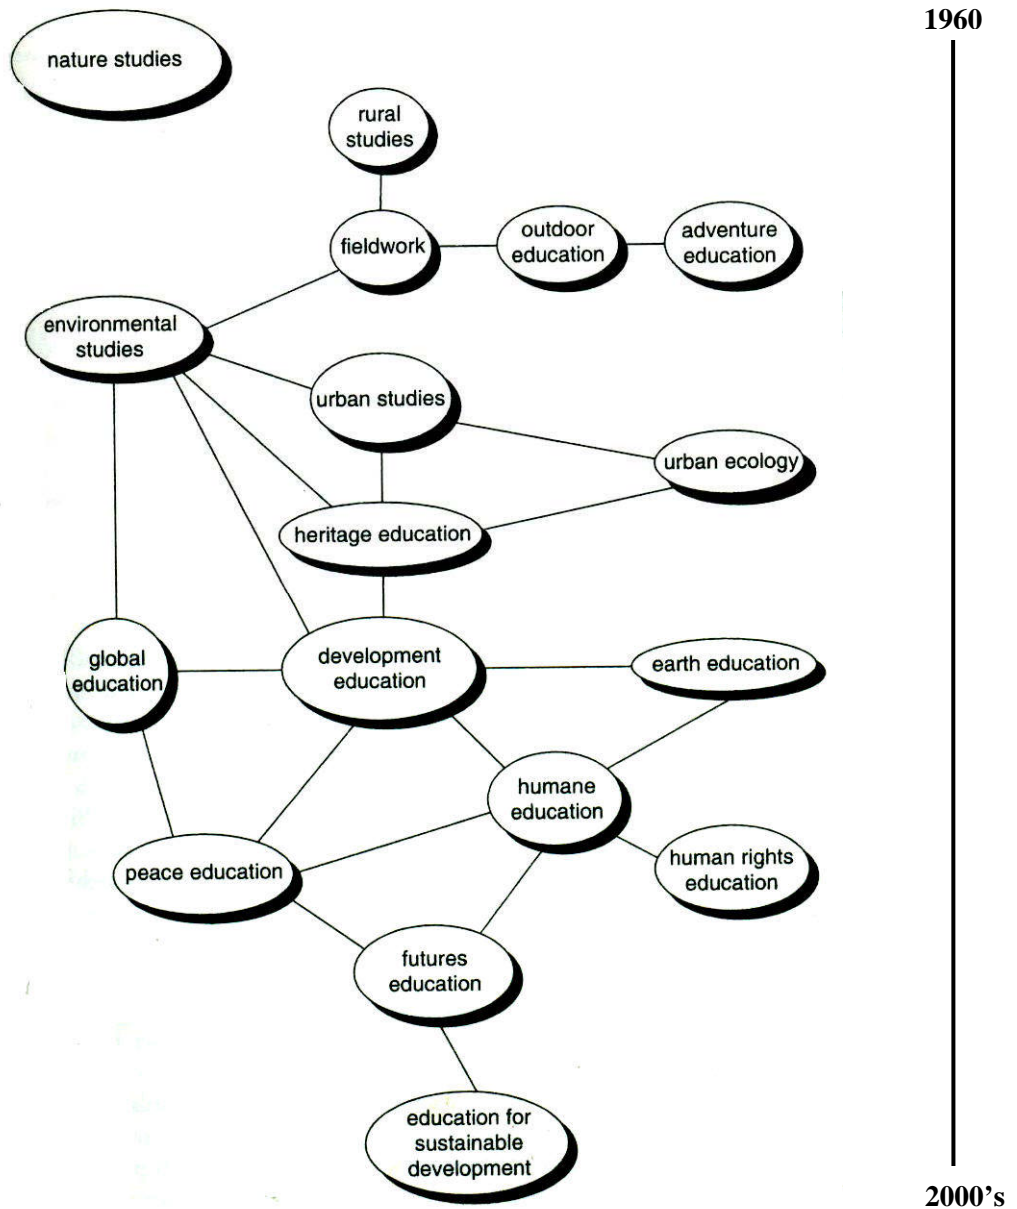 1960
nature studies
rural
studies
fieldwork
outdoor
education
adventure
education
environmental
studies
urban studies
urban ecology
heritage education
global
education
development
education
earth education
humane
education
human rights
education
peace education
futures
education
education for
sustainable
development
2000's